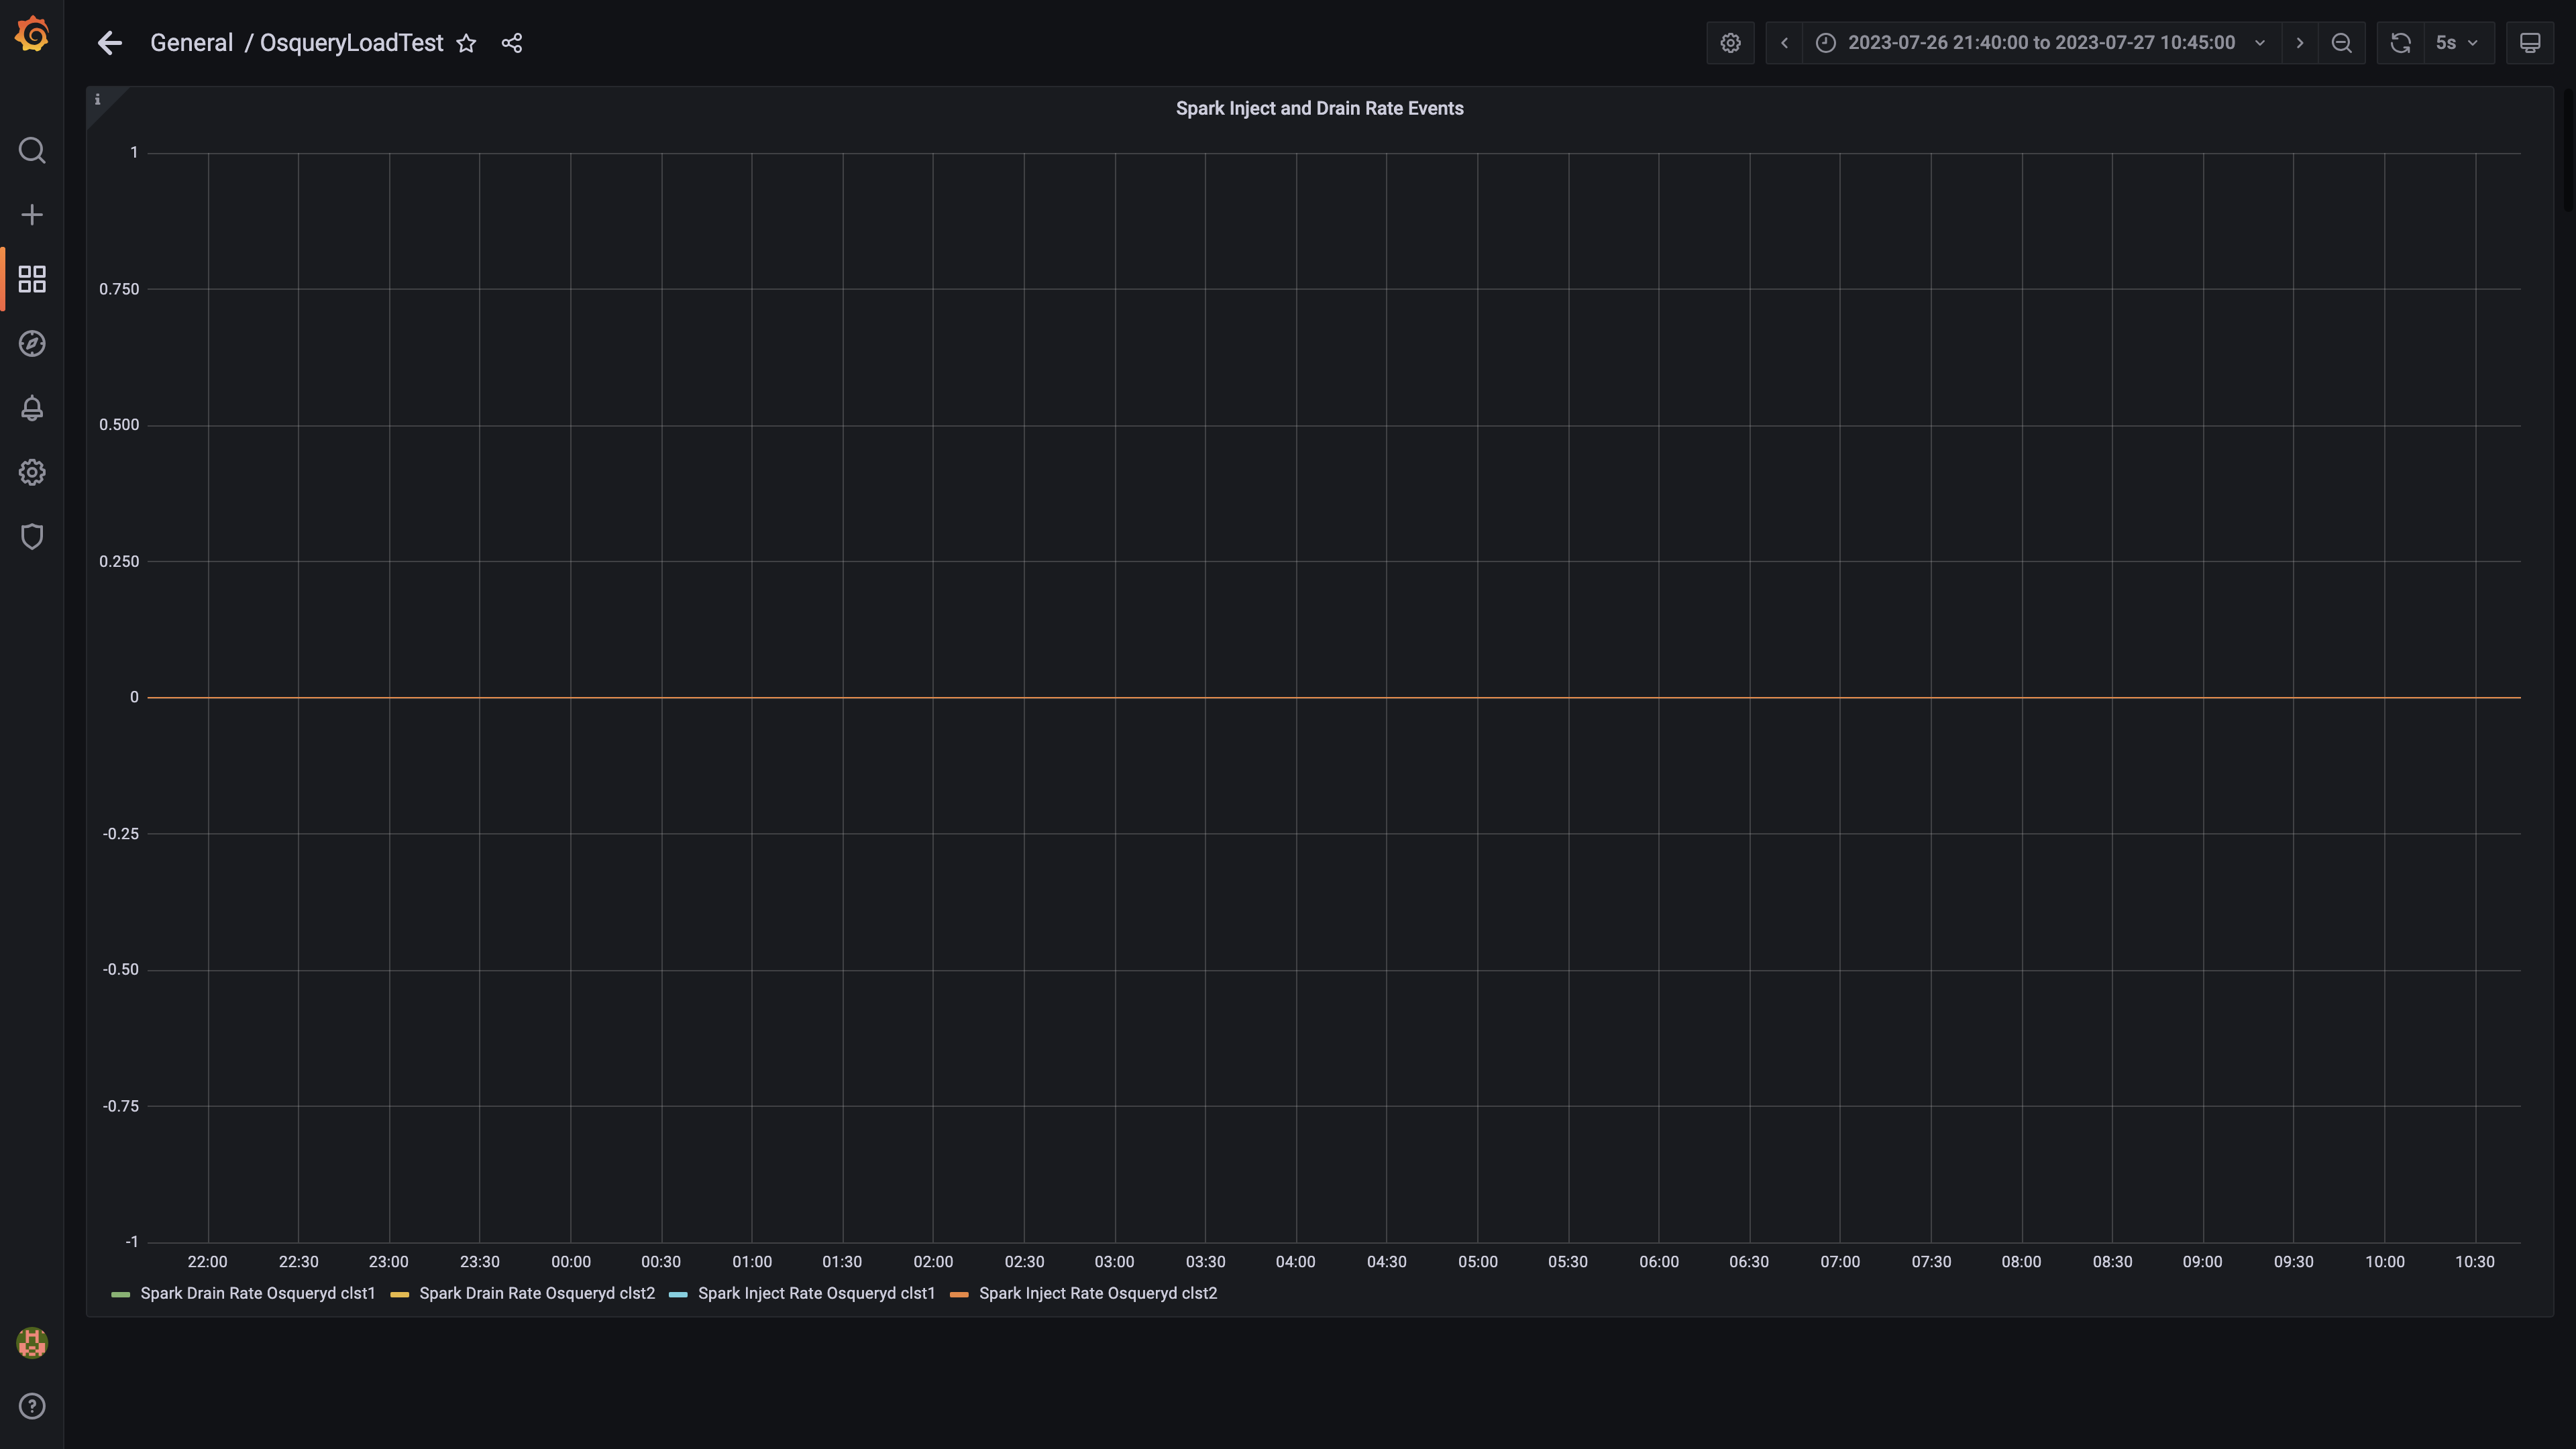 General / OsqueryLoadTest
2023-07-26 21:40:00 to 2023-07-27 10:45:00
5s
i
Spark Inject and Drain Rate Events
1
0.750
0.500
0.250
0
-0.25
-0.50
-0.75
-1
22:00 22:30 23:00 23:30 00:00 00:30 01:00 01:30 02:00 02:30 03:00 03:30 04:00 04:30 05:00 05:30 06:00 06:30 07:00 07:30 08:00 08:30 09:00 09:30 10:00 10:30
Spark Drain Rate Osqueryd clst1 Spark Drain Rate Osqueryd clst2 Spark Inject Rate Osqueryd clst1 Spark Inject Rate Osqueryd clst2
?